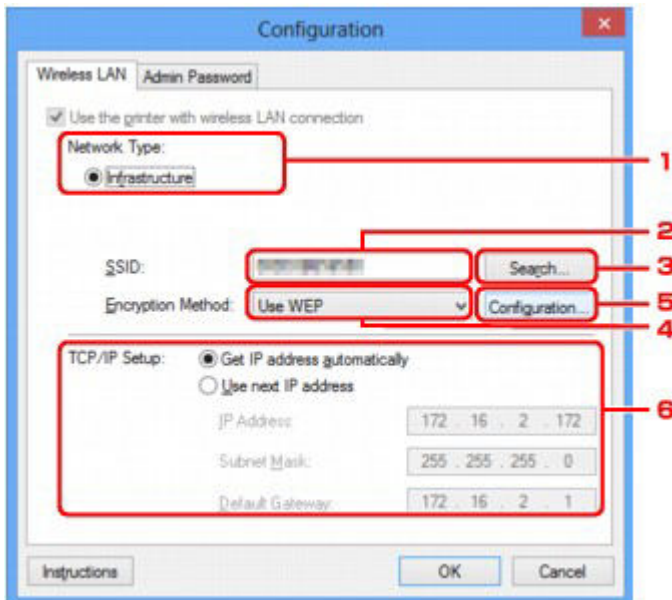 Configuration
Wireless LAN Admin Password
Use the printer with wireless LAN connection
Network Type:
Infrastructure
1
2
SSID: Search... 3
Encryption Method: Use WEP Configuration... 5
4
TCP/IP Setup: Get IP address automatically
Use next IP address
6
IP Address: 172 . 16 . 2 . 172
Subnet Mask: 255 . 255 . 255 . 0
Default Gateway: 172 . 16 . 2 . 1
Instructions OK Cancel